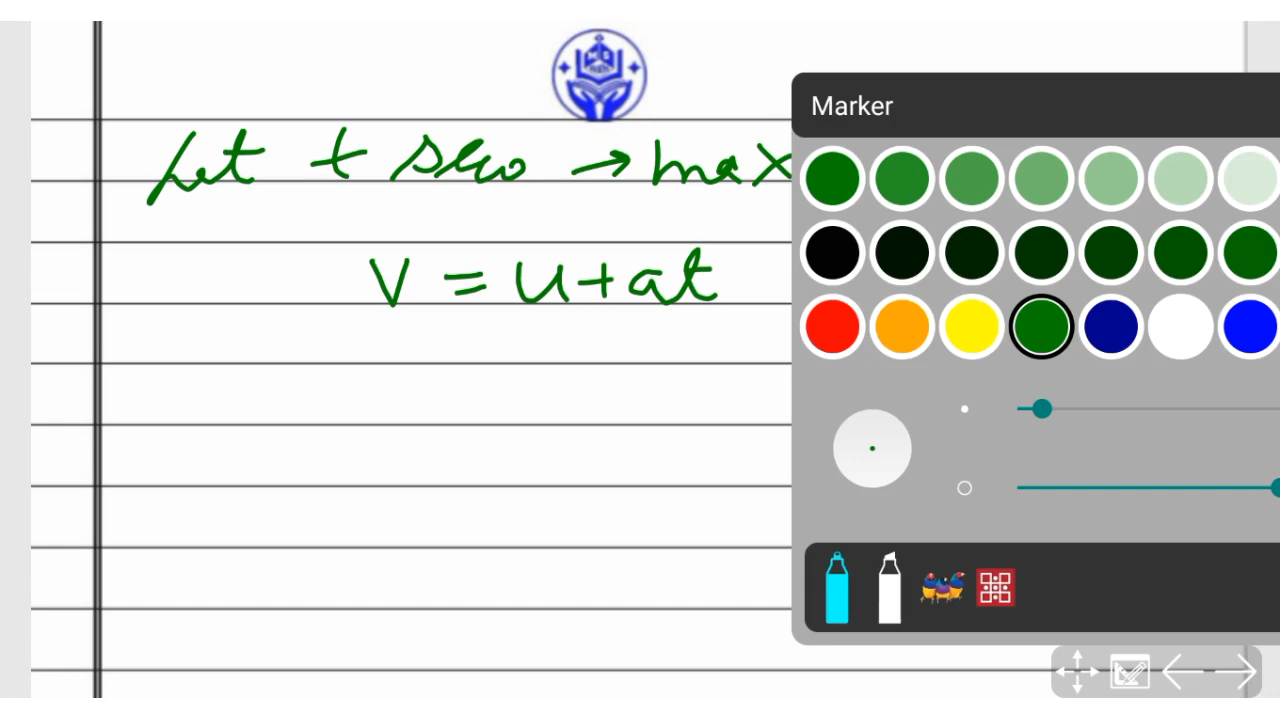 Let t sec → max
Marker
V = u+at